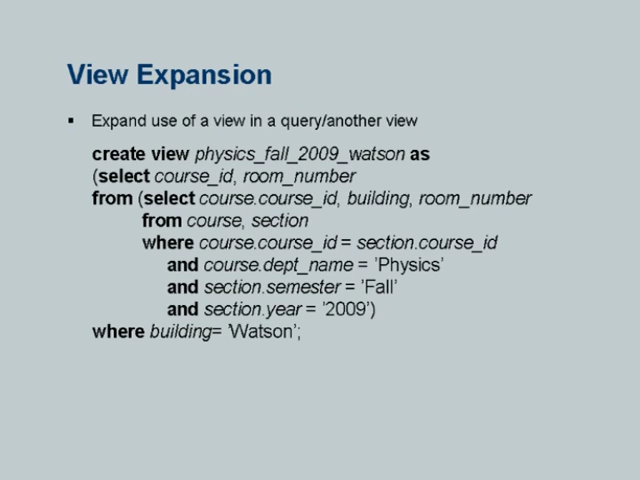 View Expansion
▪ Expand use of a view in a query/another view
create view physics_fall_2009_watson as
(select course_id, room_number
from (select course.course_id, building, room_number
from course, section
where course.course_id = section.course_id
and course.dept_name = ’Physics’
and section.semester = ’Fall’
and section.year = ’2009’)
where building= ’Watson’;